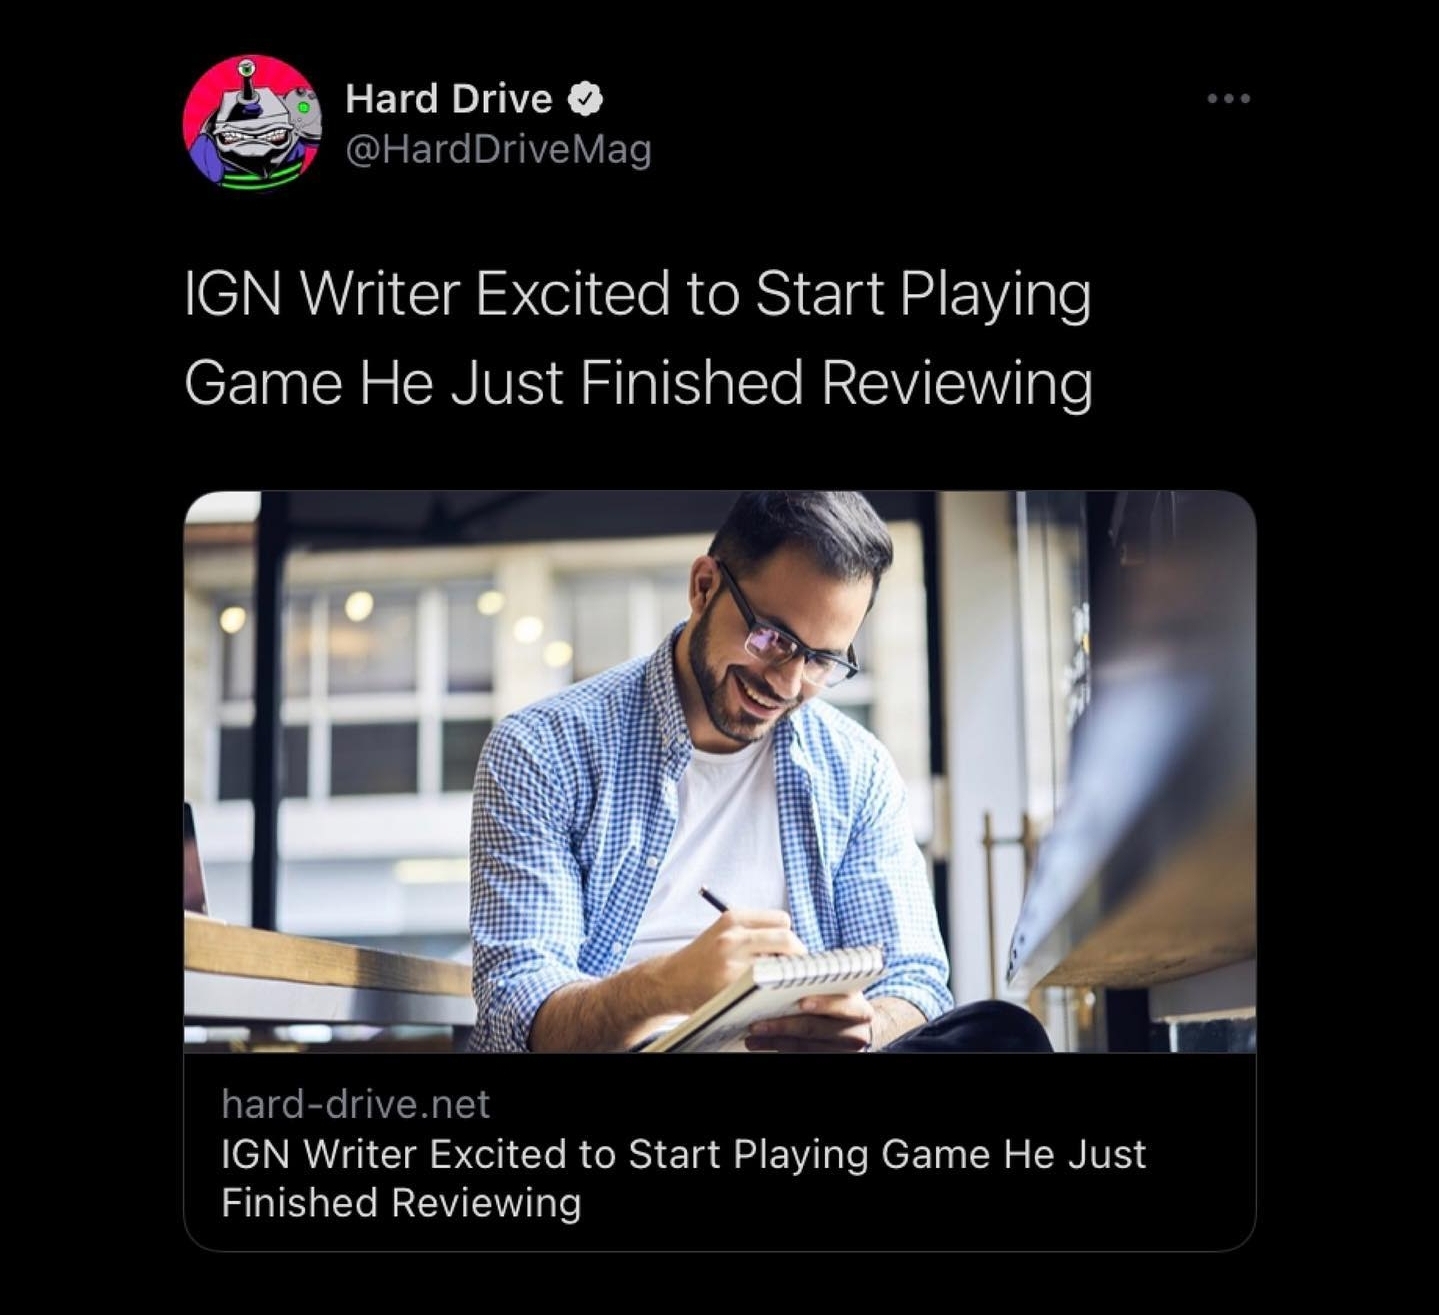 Hard Drive
@HardDriveMag
IGN Writer Excited to Start Playing
Game He Just Finished Reviewing
hard-drive.net
IGN Writer Excited to Start Playing Game He Just
Finished Reviewing